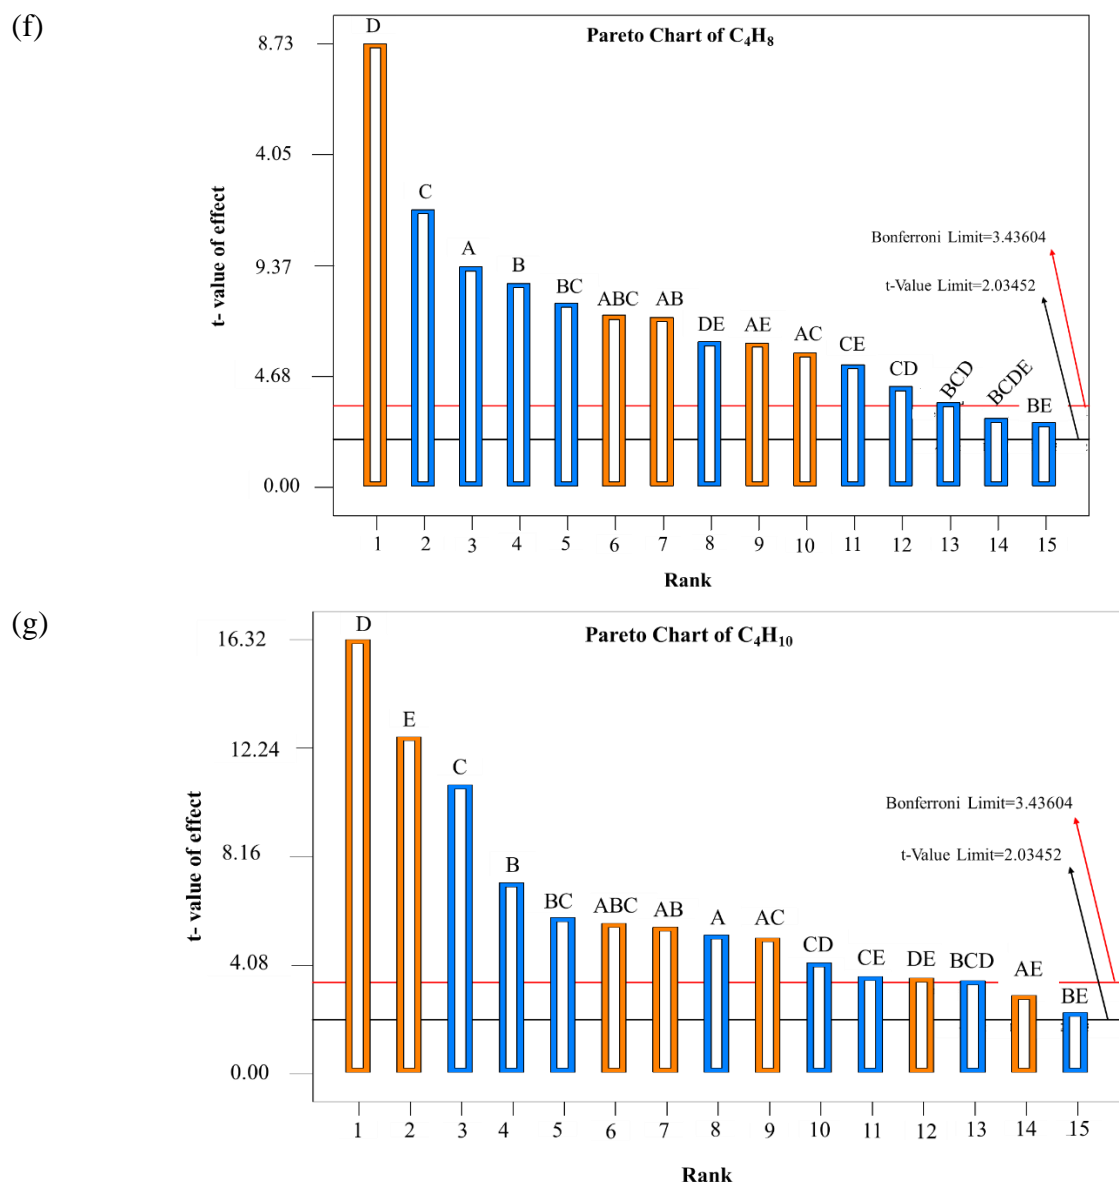 (f)
Pareto Chart of C₄H₈
t- value of effect
8.73
4.05
9.37
4.68
0.00
D
C
A
B
BC
ABC
AB
DE
AE
AC
CE
CD
BCD
BCDE
BE
Bonferroni Limit=3.43604
t-Value Limit=2.03452
1 2 3 4 5 6 7 8 9 10 11 12 13 14 15
Rank
(g)
Pareto Chart of C₄H₁₀
t- value of effect
16.32
12.24
8.16
4.08
0.00
D
E
C
B
BC
ABC
AB
A
AC
CD
CE
DE
BCD
AE
BE
Bonferroni Limit=3.43604
t-Value Limit=2.03452
1 2 3 4 5 6 7 8 9 10 11 12 13 14 15
Rank